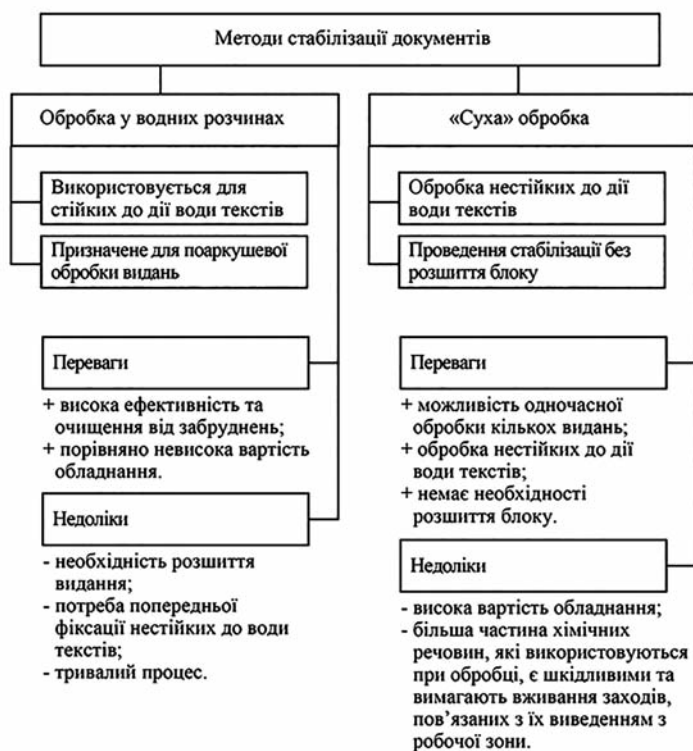 Методи стабілізації документів
Обробка у водних розчинах
Використовується для
стійких до дії води текстів
Призначене для поаркушевої
обробки видань
Переваги
+ висока ефективність та
очищення від забруднень;
+ порівняно невисока вартість
обладнання.
Недоліки
- необхідність розшиття
видання;
- потреба попередньої
фіксації нестійких до води
текстів;
- тривалий процес.
«Суха» обробка
Обробка нестійких до дії
води текстів
Проведення стабілізації без
розшиття блоку
Переваги
+ можливість одночасної
обробки кількох видань;
+ обробка нестійких до дії
води текстів;
+ немає необхідності
розшиття блоку.
Недоліки
- висока вартість обладнання;
- більша частина хімічних
речовин, які використовуються
при обробці, є шкідливими та
вимагають вживання заходів,
пов’язаних з їх виведенням з
робочої зони.